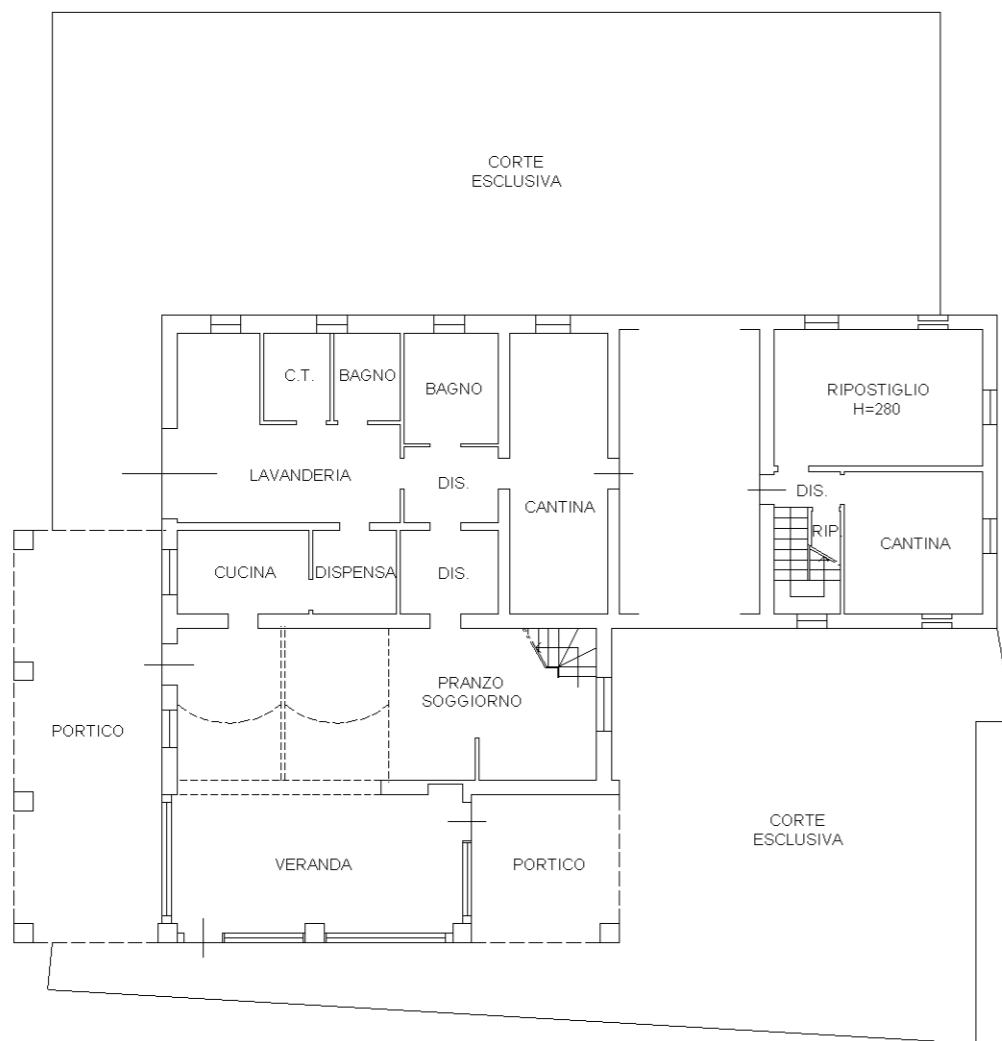 CORTE
ESCLUSIVA
C.T.
BAGNO
BAGNO
RIPOSTIGLIO
H=280
LAVANDERIA
DIS.
CANTINA
DIS.
RIP.
CANTINA
CUCINA
DISPENSA
DIS.
PRANZO
SOGGIORNO
PORTICO
CORTE
ESCLUSIVA
VERANDA
PORTICO